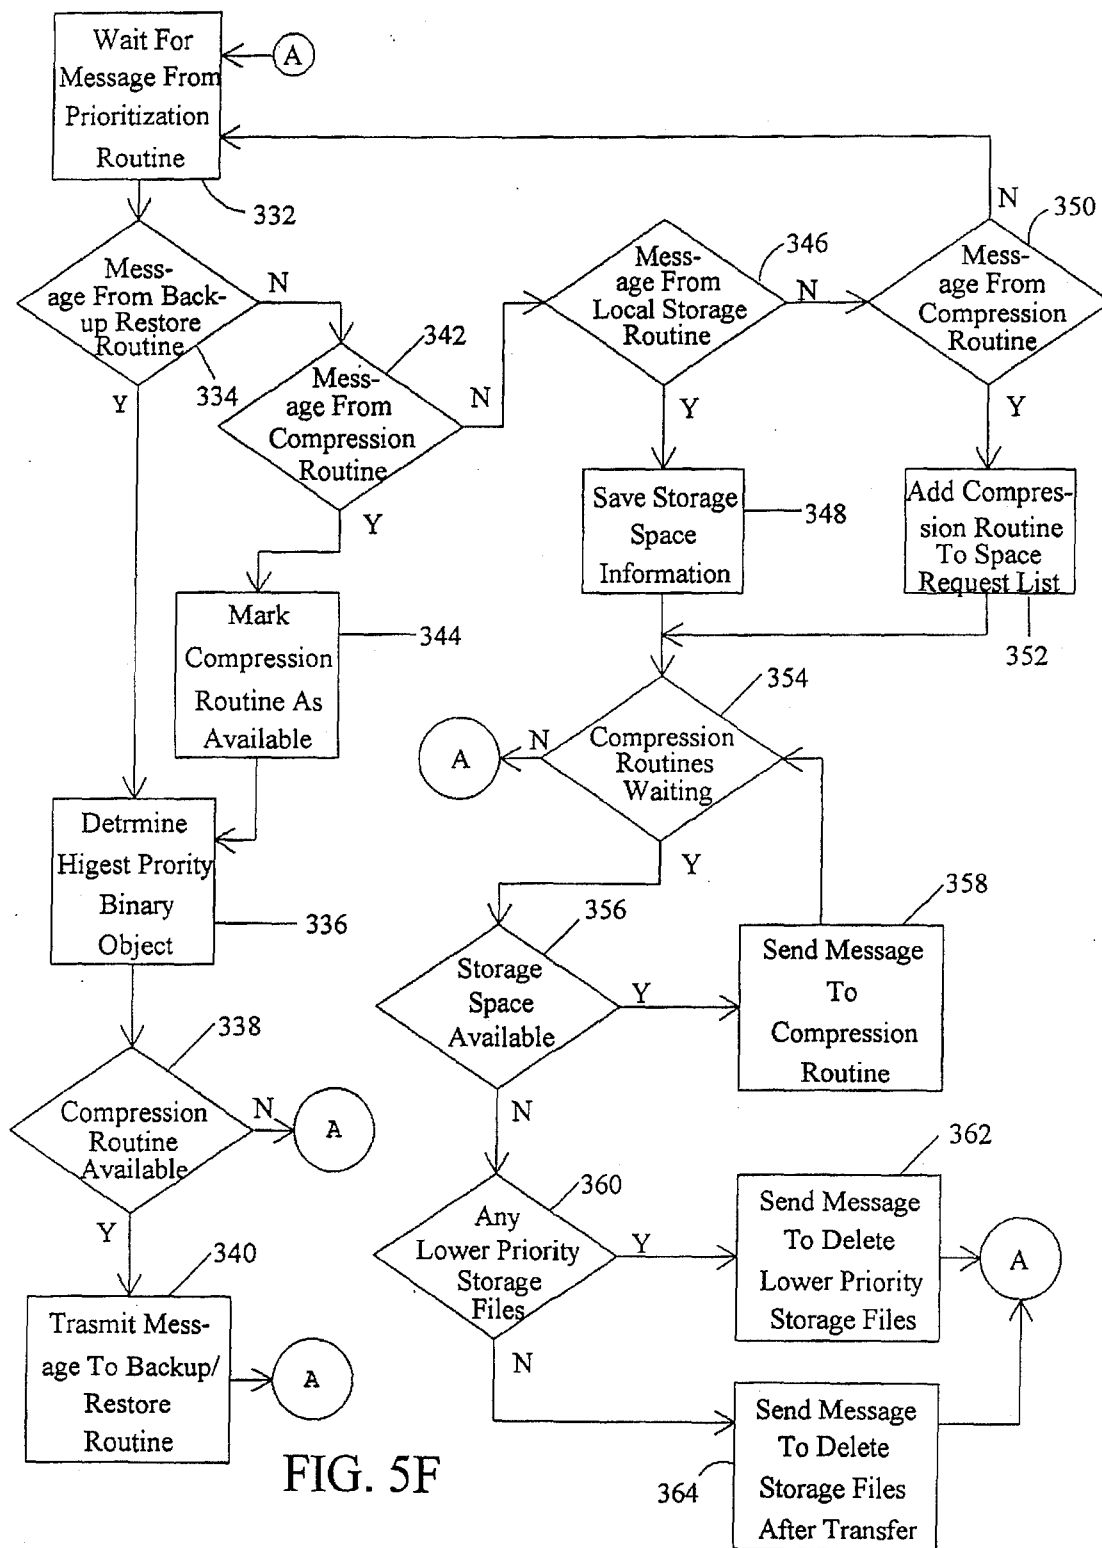 Wait For
Message From
Prioritization
Routine
A
332
Mess-
age From Back-
up Restore
Routine
N
334
Y
342
Mess-
age From
Compression
Routine
N
Y
346
Mess-
age From
Local Storage
Routine
N
Y
350
N
Mess-
age From
Compression
Routine
Y
Save Storage
Space
Information
348
Add Compres-
sion Routine
To Space
Request List
352
Mark
Compression
Routine As
Available
344
354
Compression
Routines
Waiting
N
A
Y
Detrmine
Higest Prority
Binary
Object
336
356
Storage
Space
Available
Y
N
358
Send Message
To
Compression
Routine
338
Compression
Routine
Available
N
A
Y
360
Any
Lower Priority
Storage
Files
Y
N
362
Send Message
To Delete
Lower Priority
Storage Files
A
340
Trasmit Mess-
age To Backup/
Restore
Routine
A
364
Send Message
To Delete
Storage Files
After Transfer
FIG. 5F